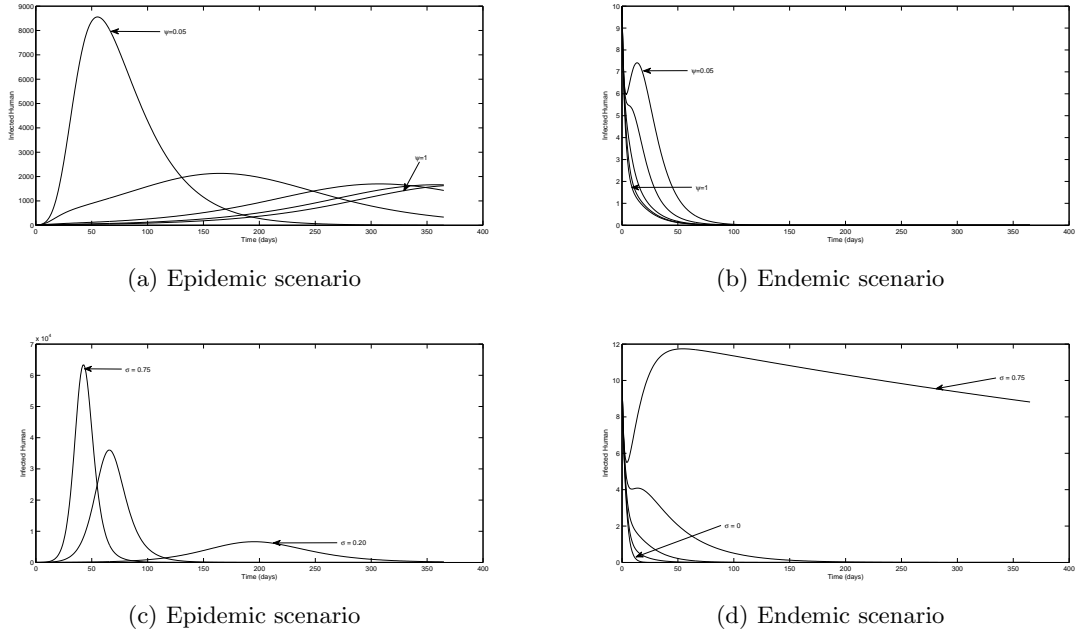 9000
8000
7000
6000
5000
4000
3000
2000
1000
0
Infected Human
0 50 100 150 200 250 300 350 400
Time (days)
ψ=0.05
ψ=1
(a) Epidemic scenario
10
9
8
7
6
5
4
3
2
1
0
Infected Human
0 50 100 150 200 250 300 350 400
Time (days)
ψ=0.05
ψ=1
(b) Endemic scenario
x 10⁴
7
6
5
4
3
2
1
0
Infected Human
0 50 100 150 200 250 300 350 400
Time (days)
σ = 0.75
σ = 0.20
(c) Epidemic scenario
12
10
8
6
4
2
0
Infected Human
0 50 100 150 200 250 300 350 400
Time (days)
σ = 0.75
σ = 0
(d) Endemic scenario